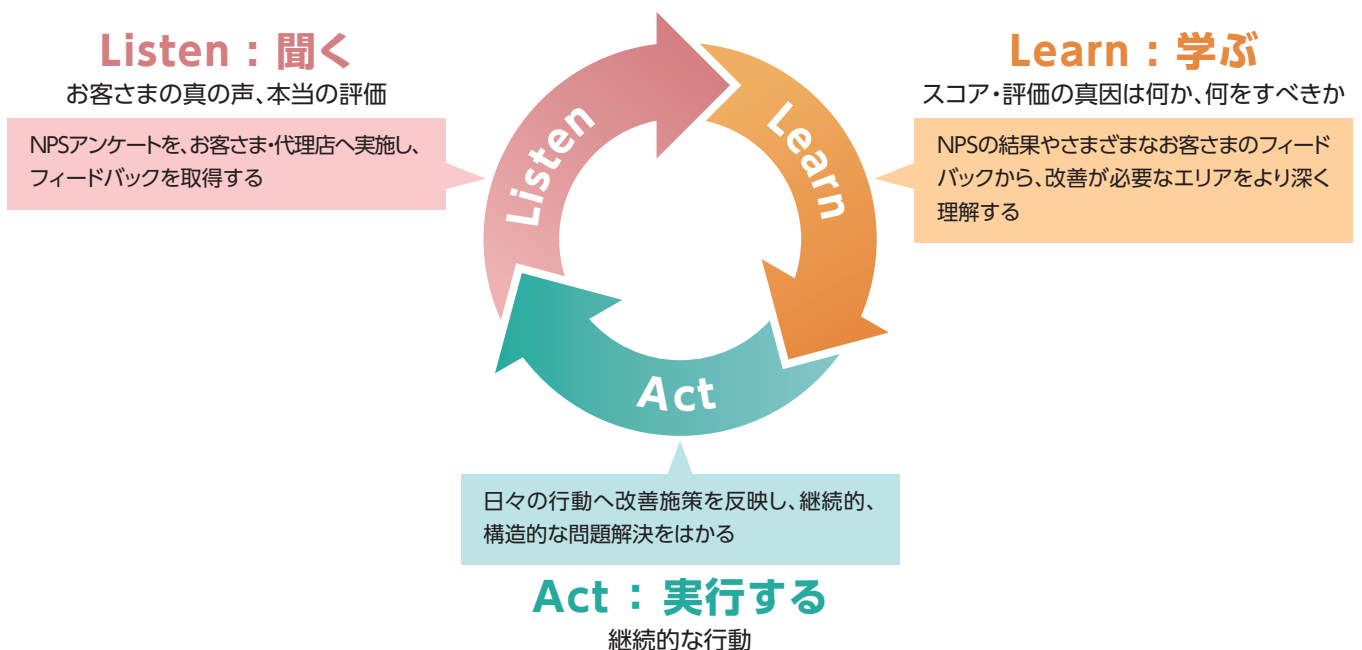 Listen：聞く
お客さまの真の声、本当の評価
NPSアンケートを、お客さま・代理店へ実施し、
フィードバックを取得する
Listen
Learn
Act
Learn：学ぶ
スコア・評価の真因は何か、何をすべきか
NPSの結果やさまざまなお客さまのフィード
バックから、改善が必要なエリアをより深く
理解する
日々の行動へ改善施策を反映し、継続的、
構造的な問題解決をはかる
Act：実行する
継続的な行動